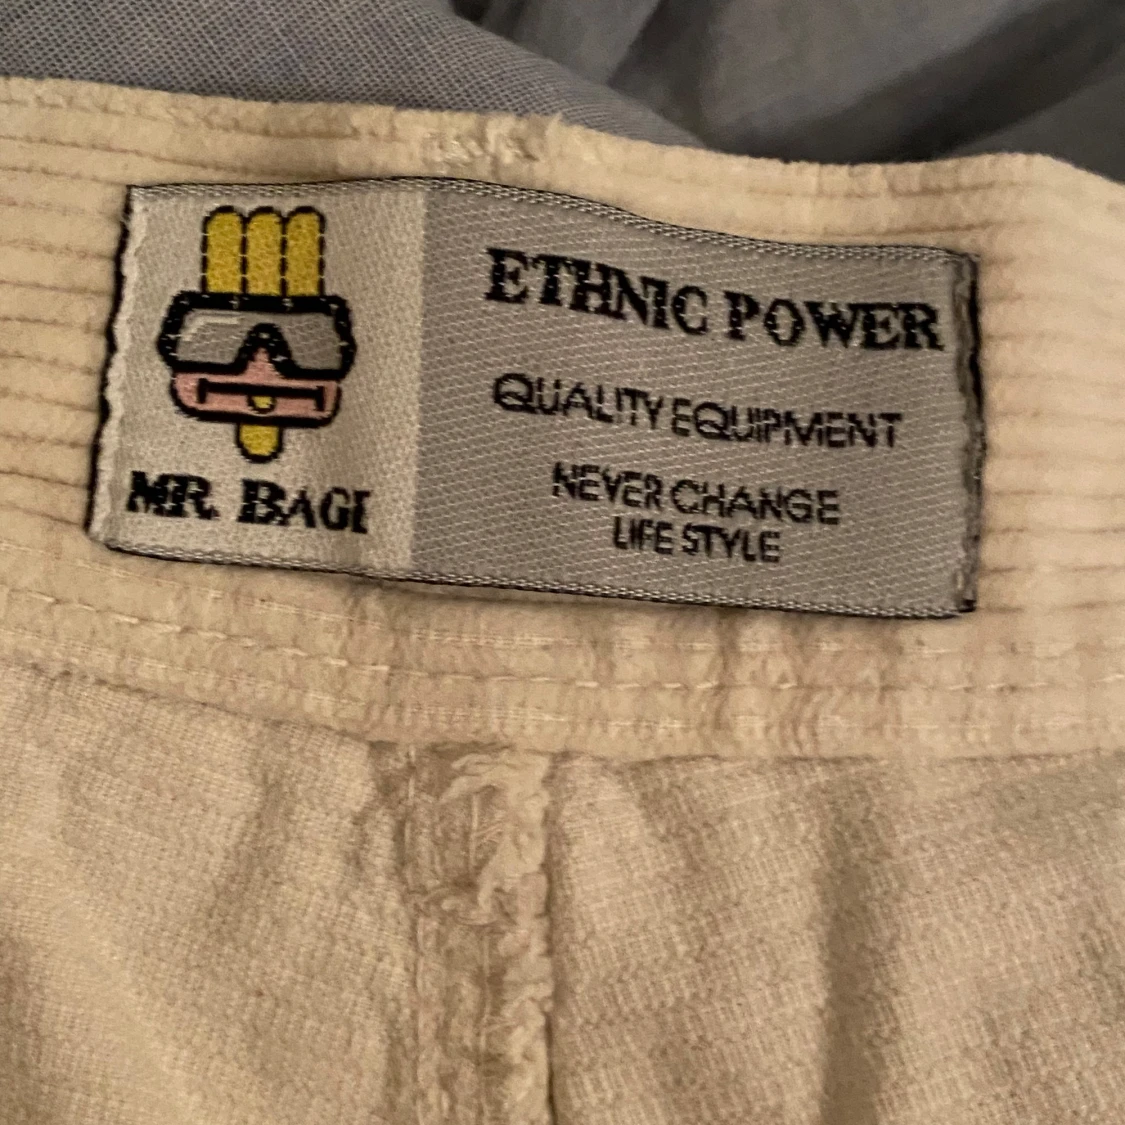 MR. BAGI
ETHNIC POWER
QUALITY EQUIPMENT
NEVER CHANGE
LIFE STYLE